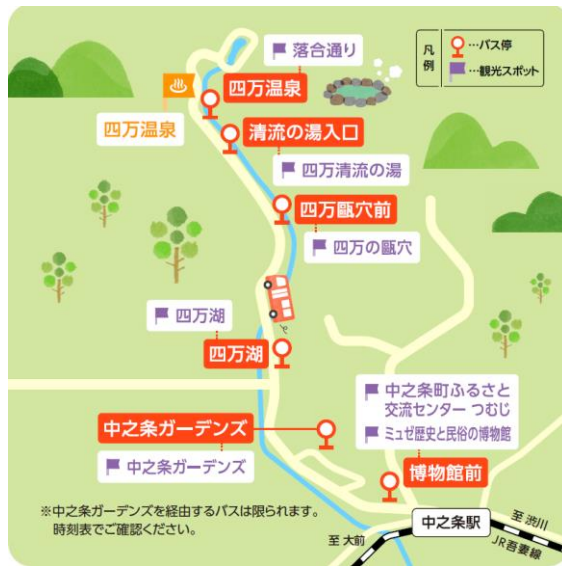 落合通り
四万温泉
四万温泉
清流の湯入口
四万清流の湯
四万甌穴前
四万の甌穴
四万湖
四万湖
中之条ガーデンズ
中之条ガーデンズ
中之条町ふるさと
交流センター つむじ
ミュゼ歴史と民俗の博物館
博物館前
中之条駅
至 渋川
JR吾妻線
至 大前
※中之条ガーデンズを経由するバスは限られます。
時刻表でご確認ください。
凡例
…バス停
…観光スポット